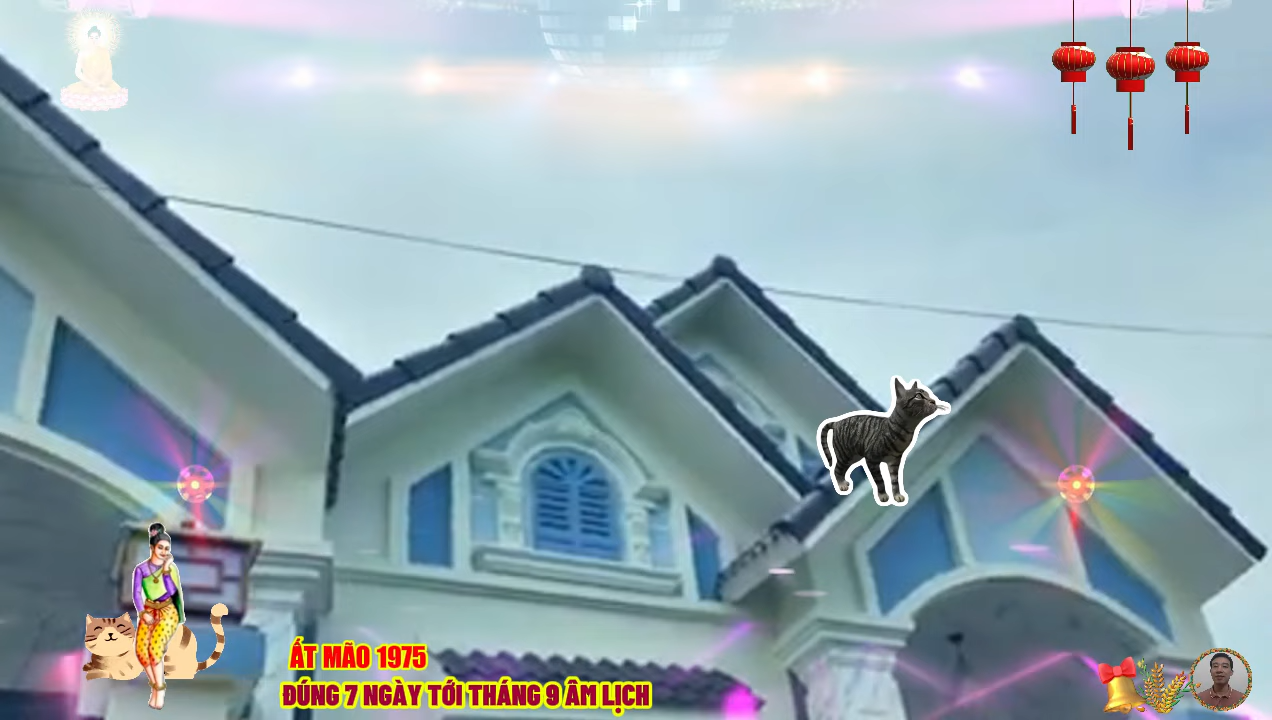 ẤT MÃO 1975
ĐÚNG 7 NGÀY TỚI THÁNG 9 ÂM LỊCH